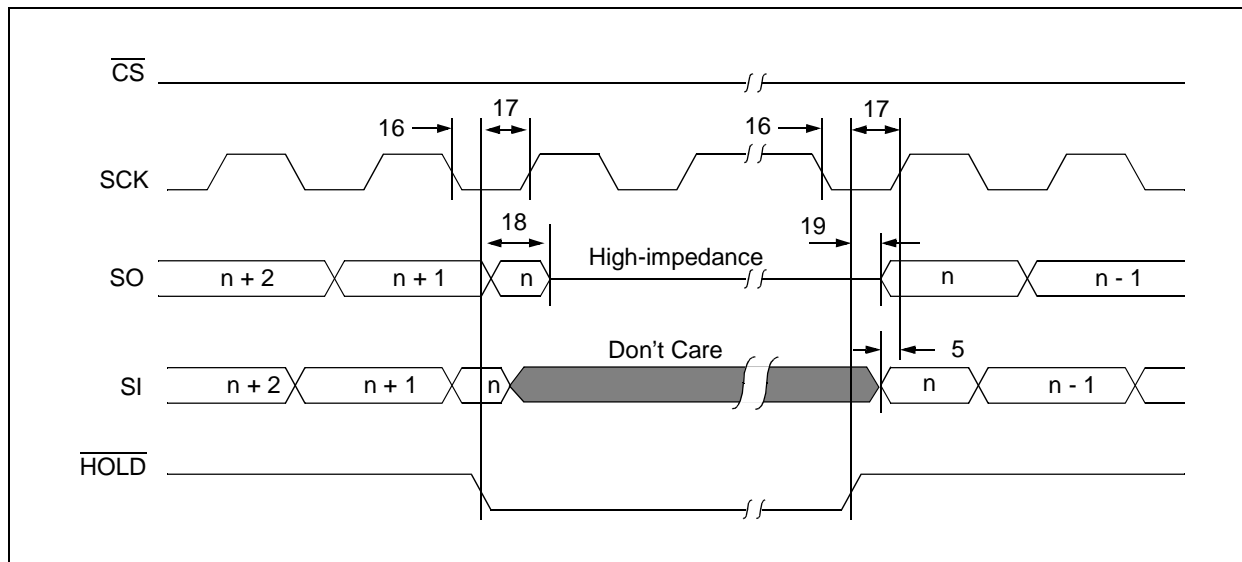 CS
16 17 16 17
SCK
18 19
High-impedance
SO n + 2 n + 1 n n n - 1
Don't Care 5
SI n + 2 n + 1 n n n - 1
HOLD